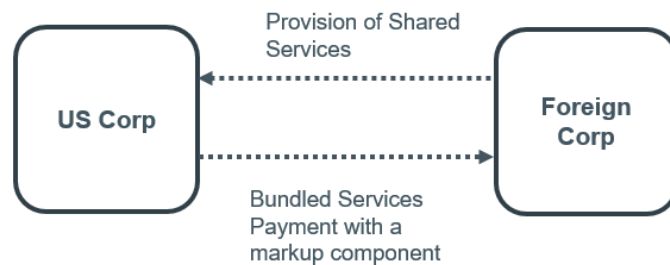 Provision of Shared
Services
US Corp
Foreign
Corp
Bundled Services
Payment with a
markup component